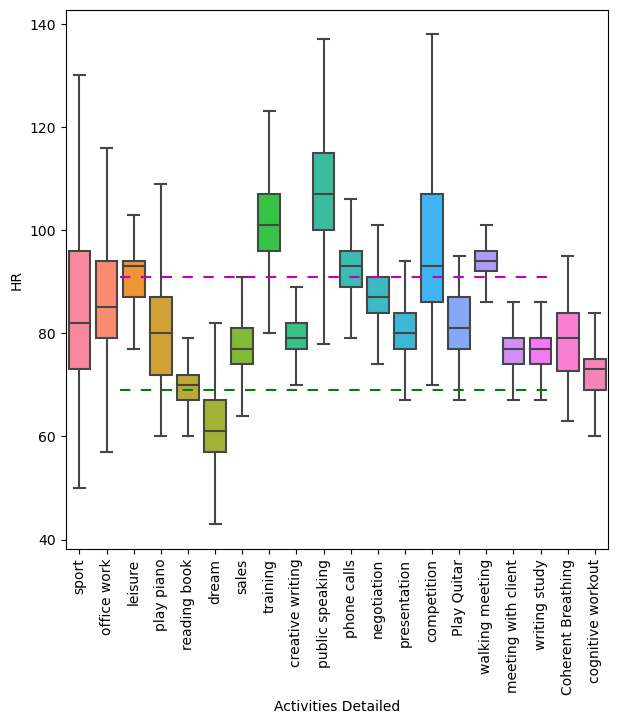 140
120
100
80
60
40
HR
sport
office work
leisure
play piano
reading book
dream
sales
training
creative writing
public speaking
phone calls
negotiation
presentation
competition
Play Quitar
walking meeting
meeting with client
writing study
Coherent Breathing
cognitive workout
Activities Detailed